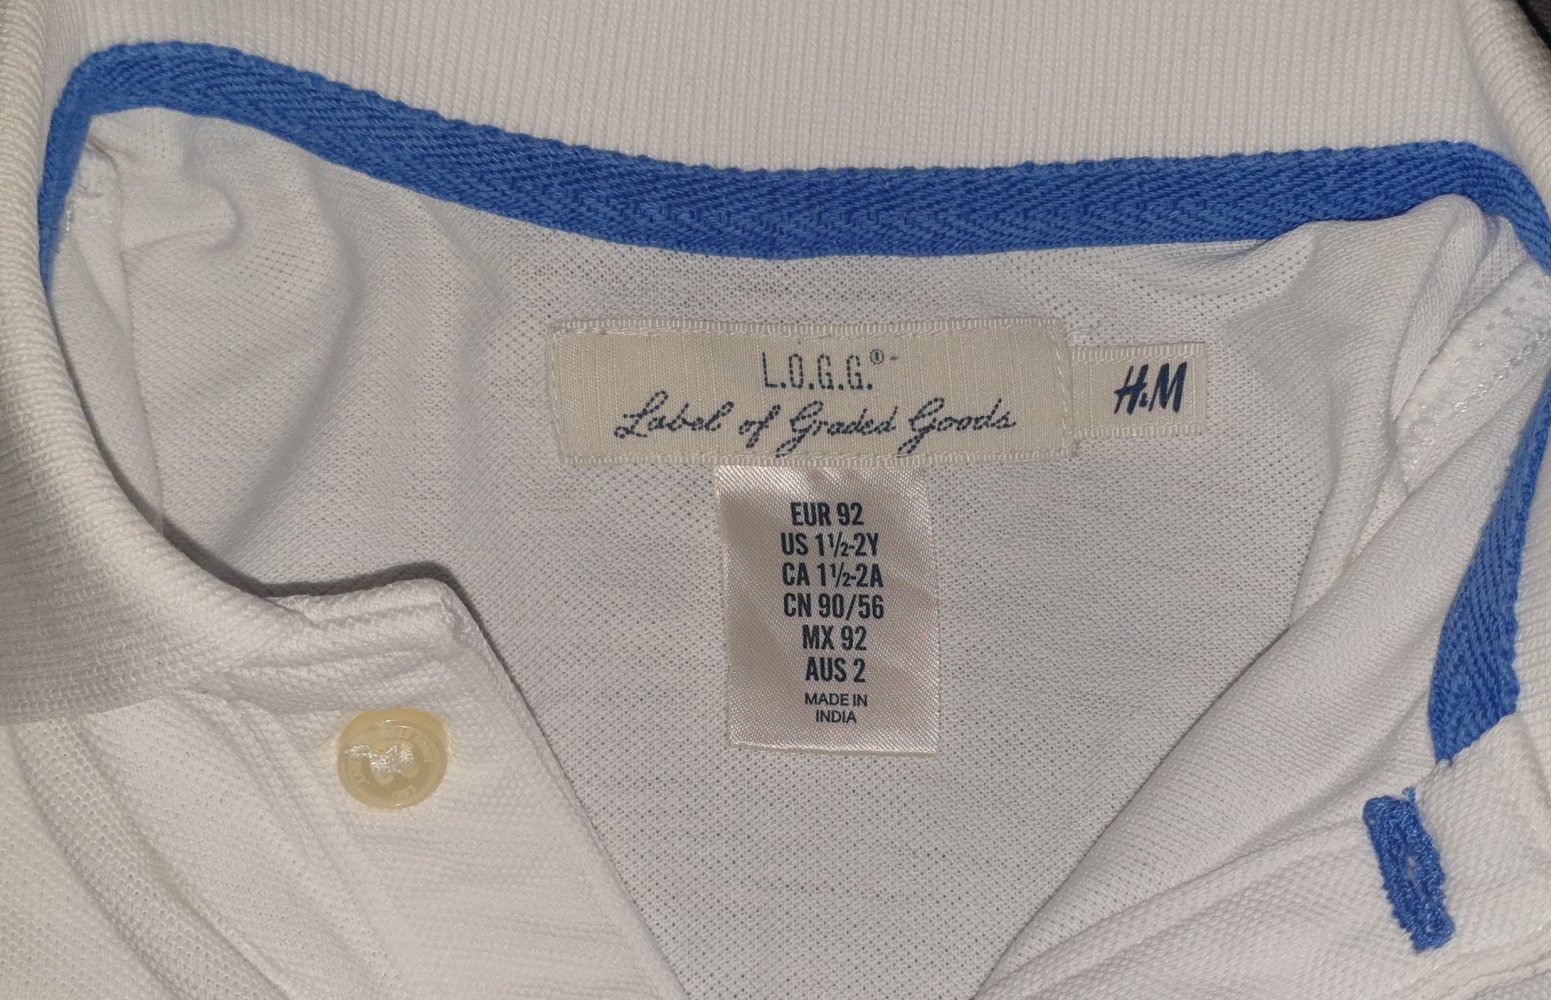 L.O.G.G.®
Label of Graded Goods
H&M
EUR 92
US 1½-2Y
CA 1½-2A
CN 90/56
MX 92
AUS 2
MADE IN
INDIA